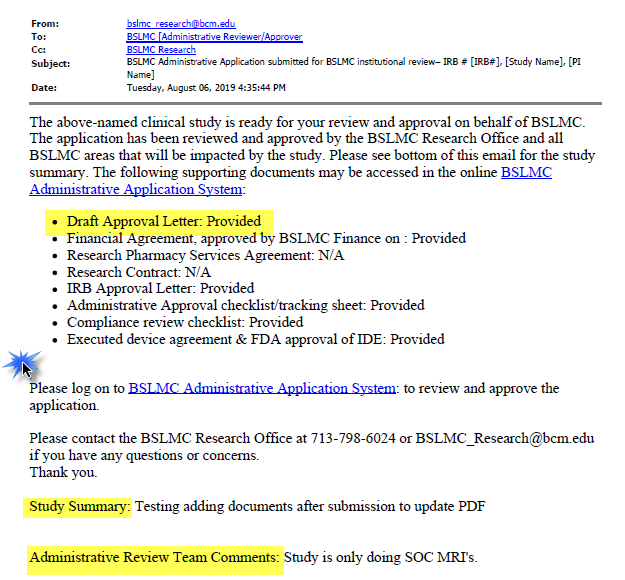 From: bslmc_research@bcm.edu
To: BSLMC [Administrative Reviewer/Approver
Cc: BSLMC Research
Subject: BSLMC Administrative Application submitted for BSLMC institutional review– IRB # [IRB#], [Study Name], [PI
Name]
Date: Tuesday, August 06, 2019 4:35:44 PM
The above-named clinical study is ready for your review and approval on behalf of BSLMC.
The application has been reviewed and approved by the BSLMC Research Office and all
BSLMC areas that will be impacted by the study. Please see bottom of this email for the study
summary. The following supporting documents may be accessed in the online BSLMC
Administrative Application System:
• Draft Approval Letter: Provided
• Financial Agreement, approved by BSLMC Finance on : Provided
• Research Pharmacy Services Agreement: N/A
• Research Contract: N/A
• IRB Approval Letter: Provided
• Administrative Approval checklist/tracking sheet: Provided
• Compliance review checklist: Provided
• Executed device agreement & FDA approval of IDE: Provided
Please log on to BSLMC Administrative Application System: to review and approve the
application.
Please contact the BSLMC Research Office at 713-798-6024 or BSLMC_Research@bcm.edu
if you have any questions or concerns.
Thank you.
Study Summary: Testing adding documents after submission to update PDF
Administrative Review Team Comments: Study is only doing SOC MRI's.